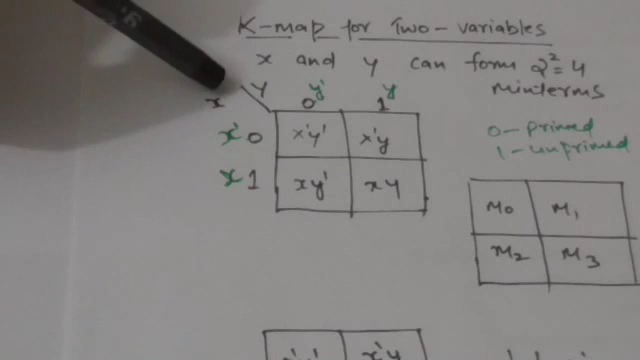 K-map for Two-variables
x and y can form 2²=4
minterms
y y' y
x 0 1
x' 0 x'y' x'y
x 1 xy' xy
0-primed
1-unprimed
m0 m1
m2 m3
x'y